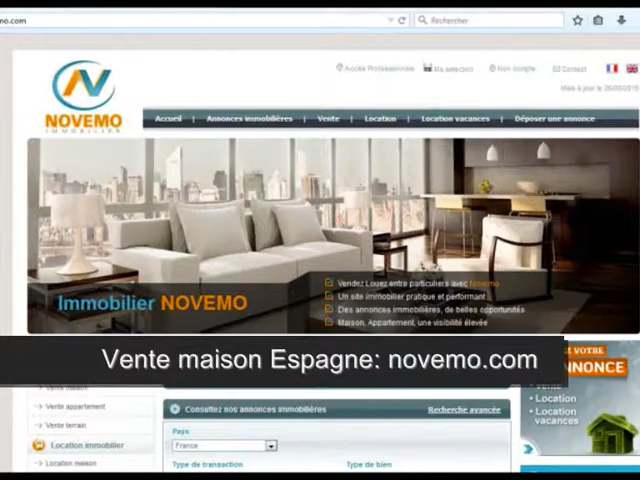 mo.com
Rechercher
Accès Professionnels
Ma selection
Mon compte
Contact
NOVEMO
IMMOBILIER
Accueil | Annonces immobilières | Vente | Location | Location vacances | Déposer une annonce
Vendez Louez entre particuliers avec Novemo
Un site immobilier pratique et performant
Des annonces immobilières, de belles opportunités
Maison, Appartement, une visibilité élevée
Immobilier NOVEMO
Vente maison Espagne: novemo.com
VOTRE
ANNONCE
Vente
Location
Location
vacances
Vente appartement
Vente terrain
Location immobilier
Location maison
Consultez nos annonces immobilières
Recherche avancée
Pays
France
Type de transaction
Type de bien